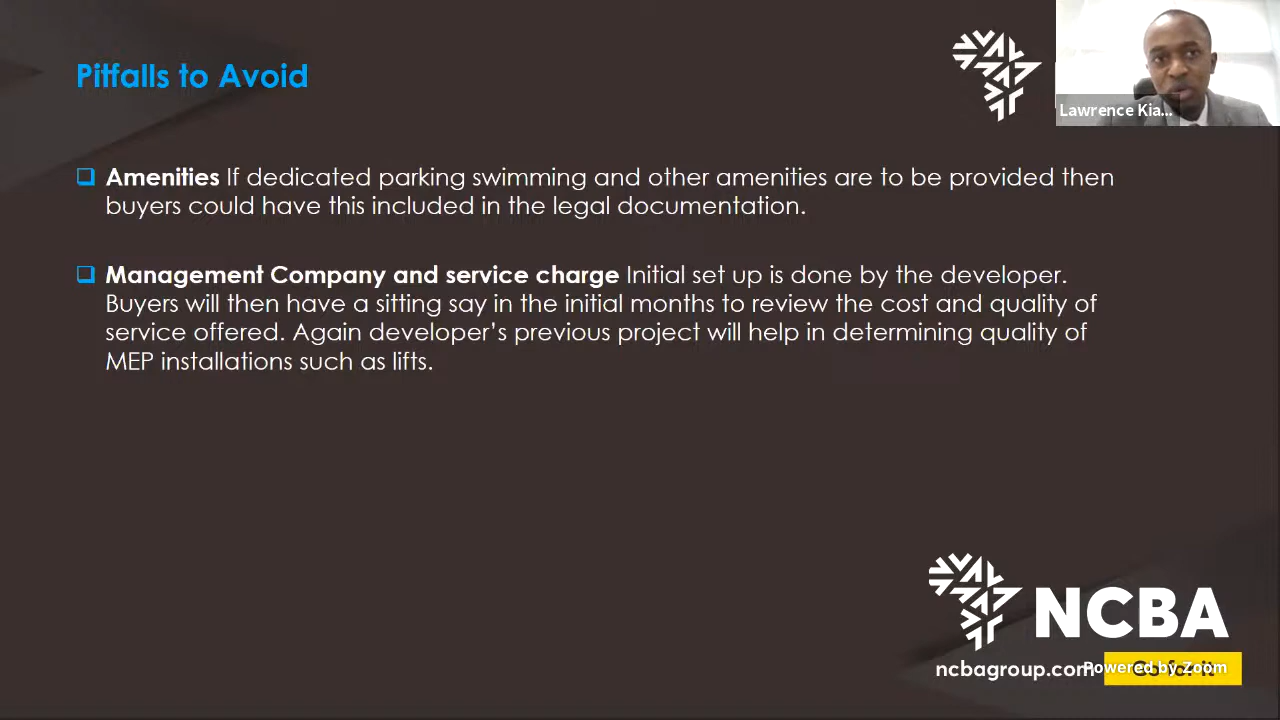 Pitfalls to Avoid
Lawrence Kia...
❑ Amenities If dedicated parking swimming and other amenities are to be provided then
buyers could have this included in the legal documentation.
❑ Management Company and service charge Initial set up is done by the developer.
Buyers will then have a sitting say in the initial months to review the cost and quality of
service offered. Again developer’s previous project will help in determining quality of
MEP installations such as lifts.
NCBA
ncbagroup.com
Go for it
Powered by Zoom